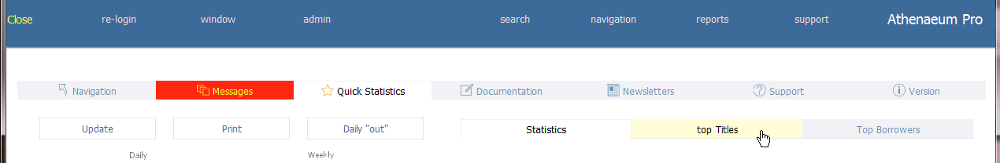 Close re-login window admin search navigation reports support Athenaeum Pro
Navigation Messages Quick Statistics Documentation Newsletters Support Version
Update Print Daily "out" Statistics top Titles Top Borrowers
Daily Weekly